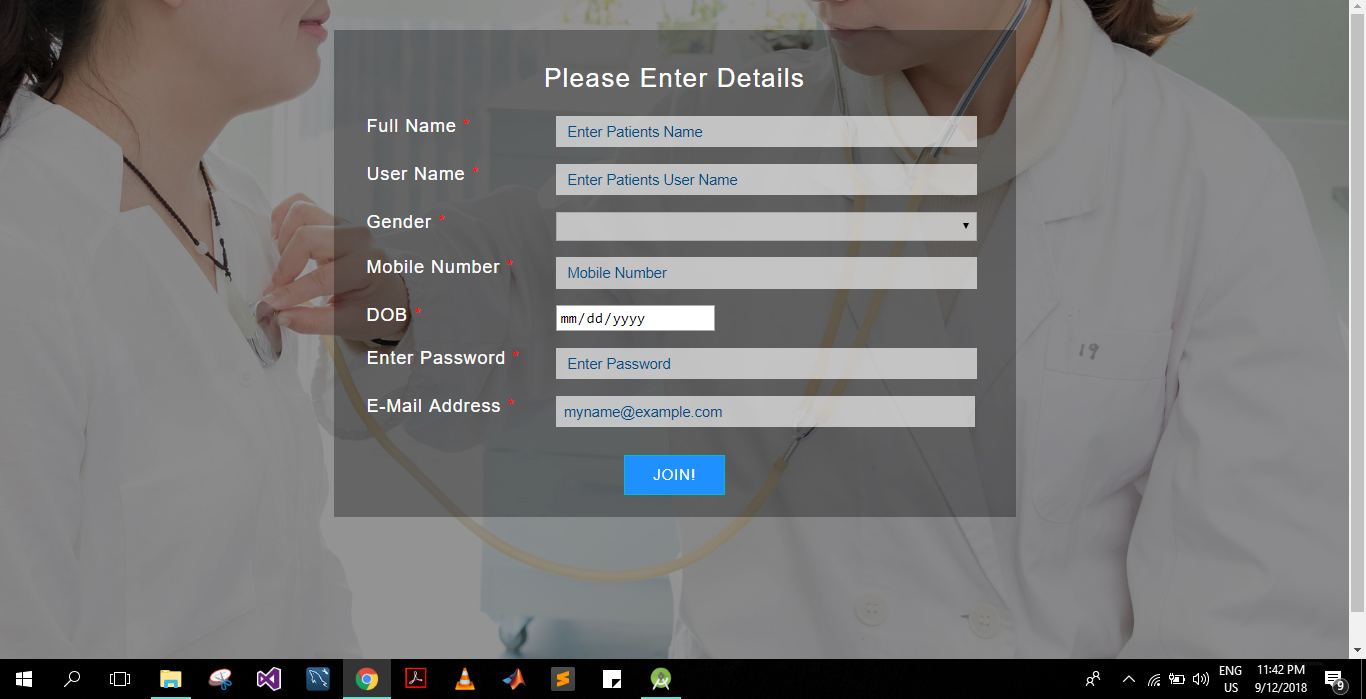 Please Enter Details
Full Name *
Enter Patients Name
User Name *
Enter Patients User Name
Gender *
Mobile Number *
Mobile Number
DOB *
mm/dd/yyyy
Enter Password *
Enter Password
E-Mail Address *
myname@example.com
JOIN!
19
ENG
US
11:42 PM
9/12/2018
9